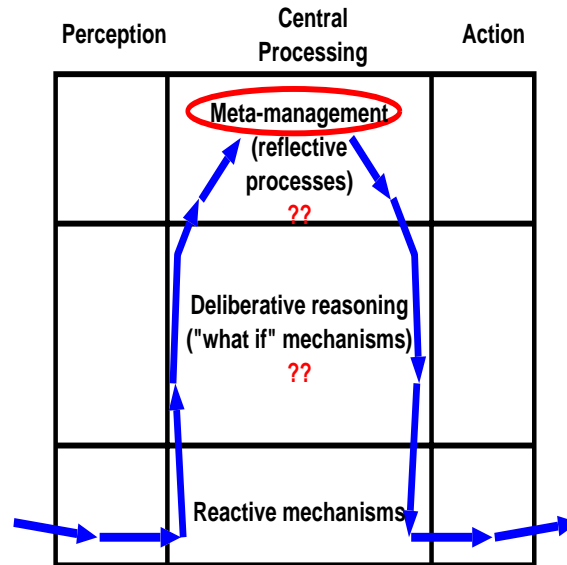 Perception
Central
Processing
Action
Meta-management
(reflective
processes)
??
Deliberative reasoning
("what if" mechanisms)
??
Reactive mechanisms